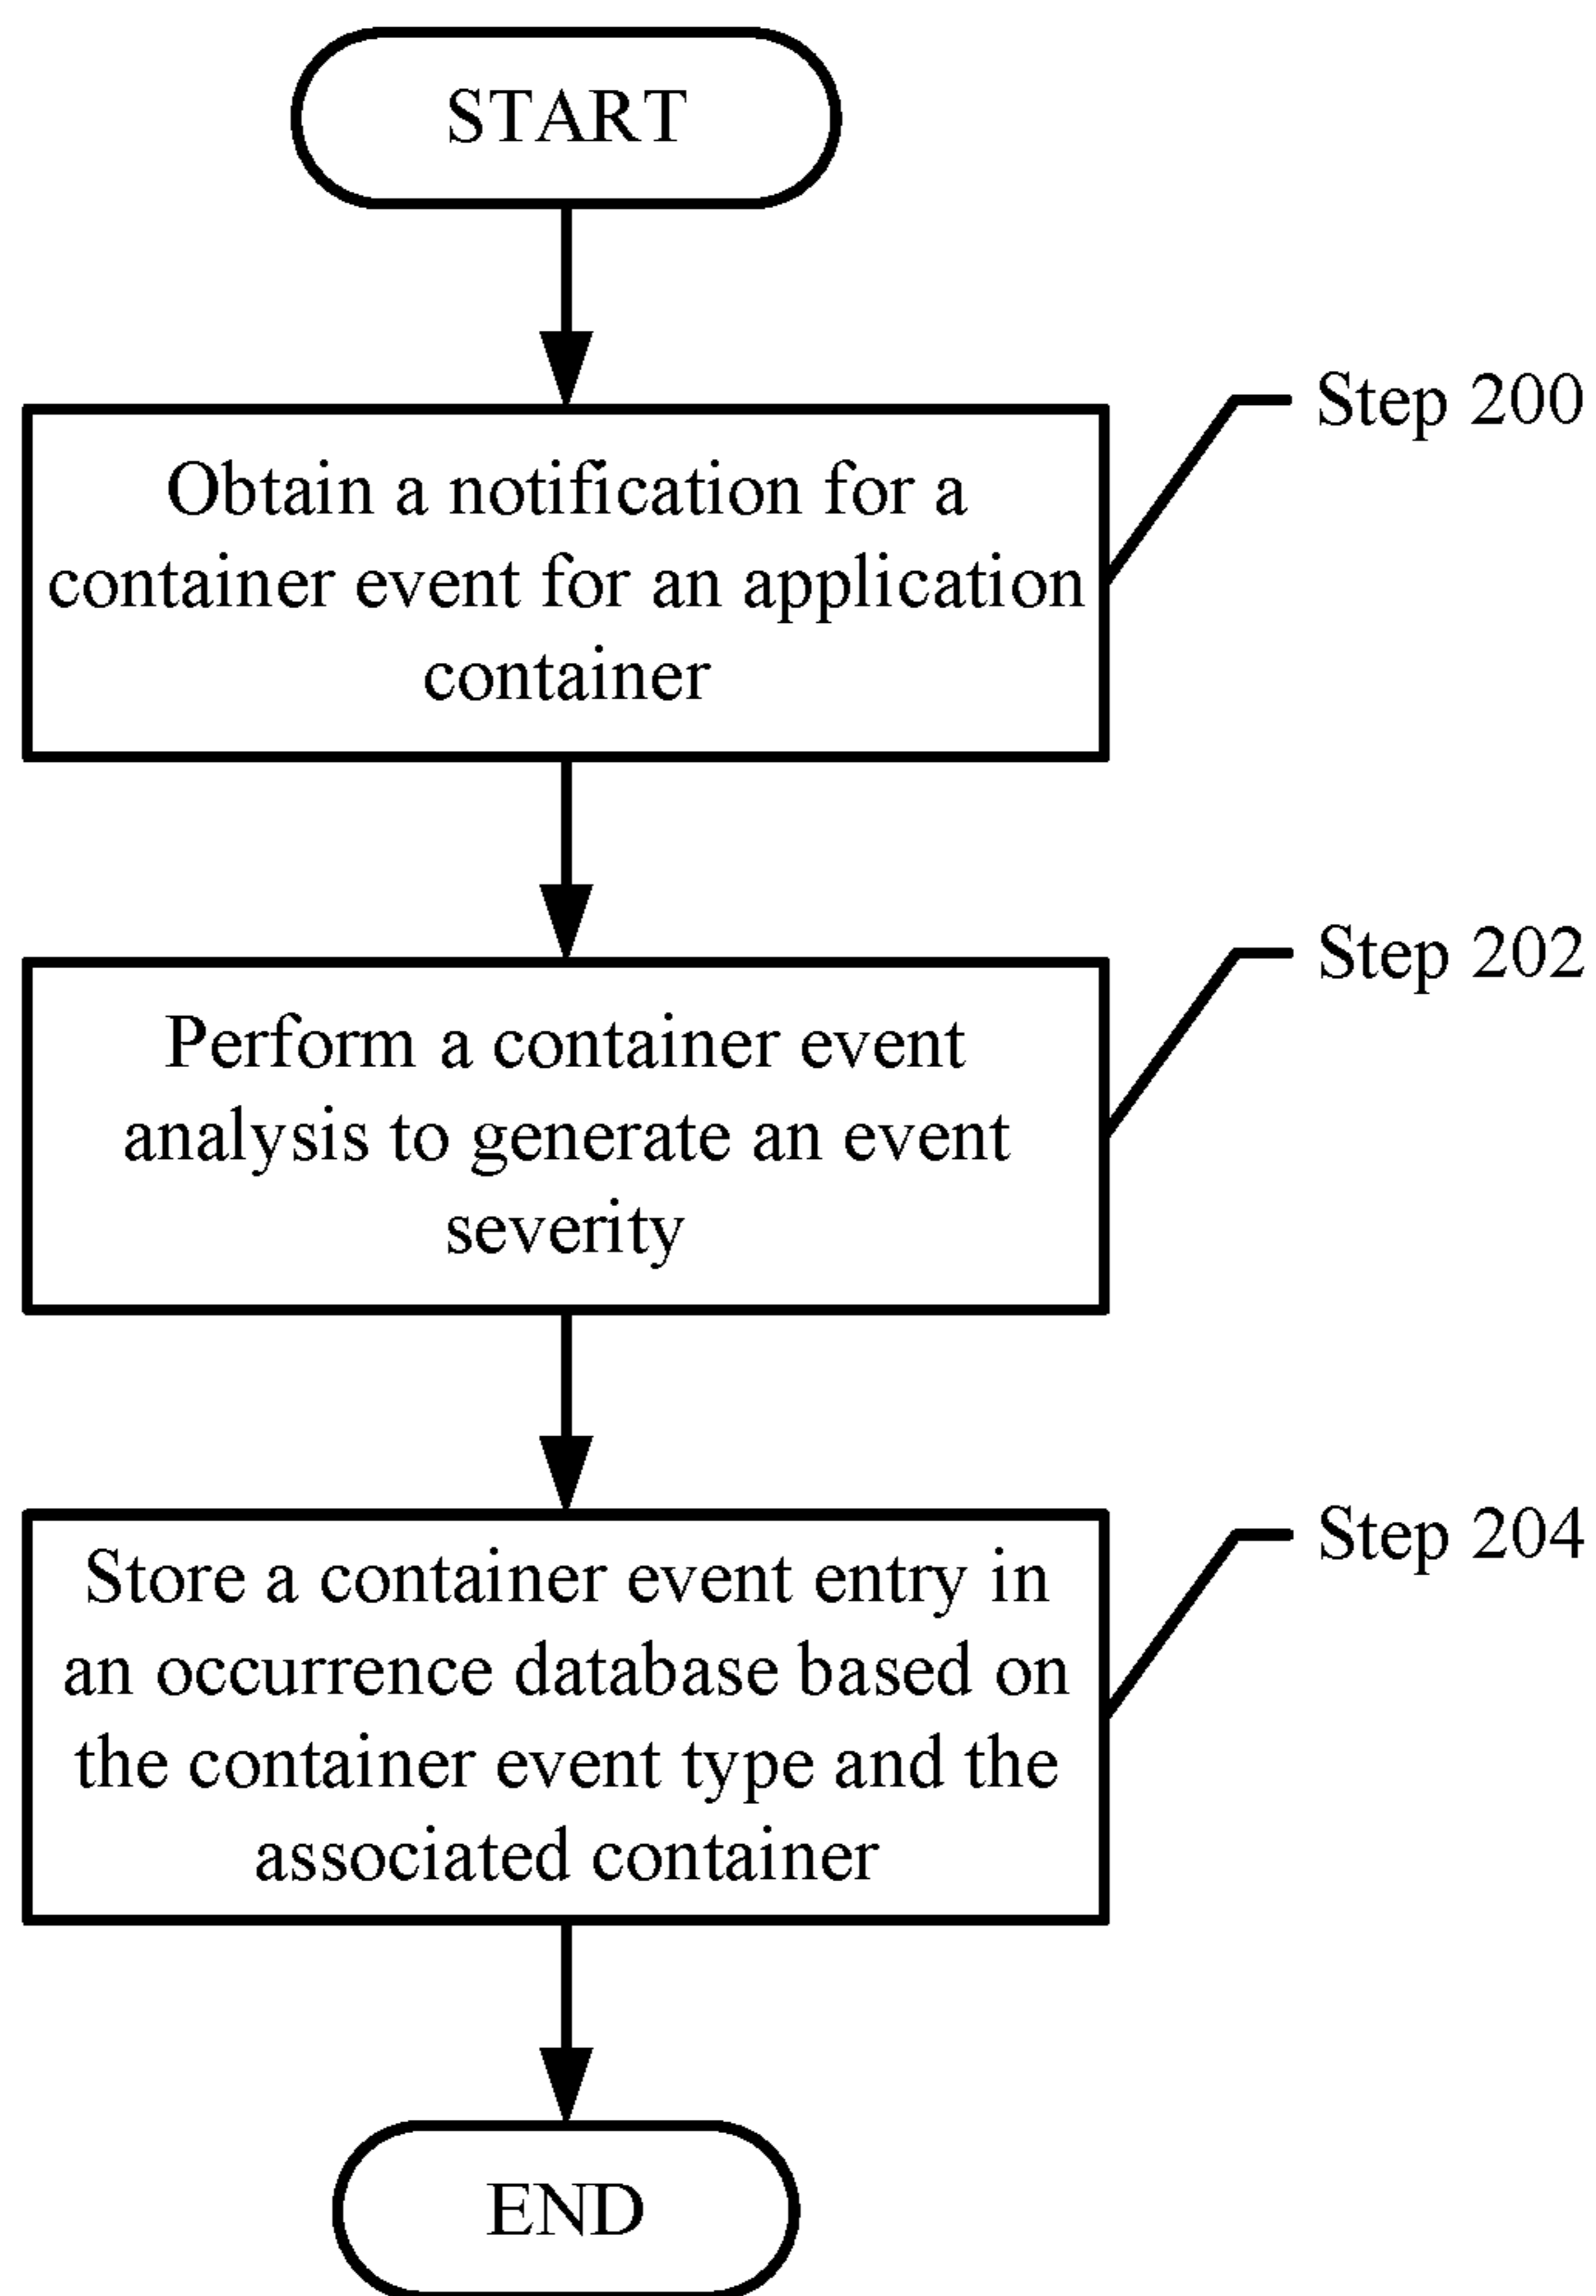 START
Step 200
Obtain a notification for a
container event for an application
container
Step 202
Perform a container event
analysis to generate an event
severity
Step 204
Store a container event entry in
an occurrence database based on
the container event type and the
associated container
END